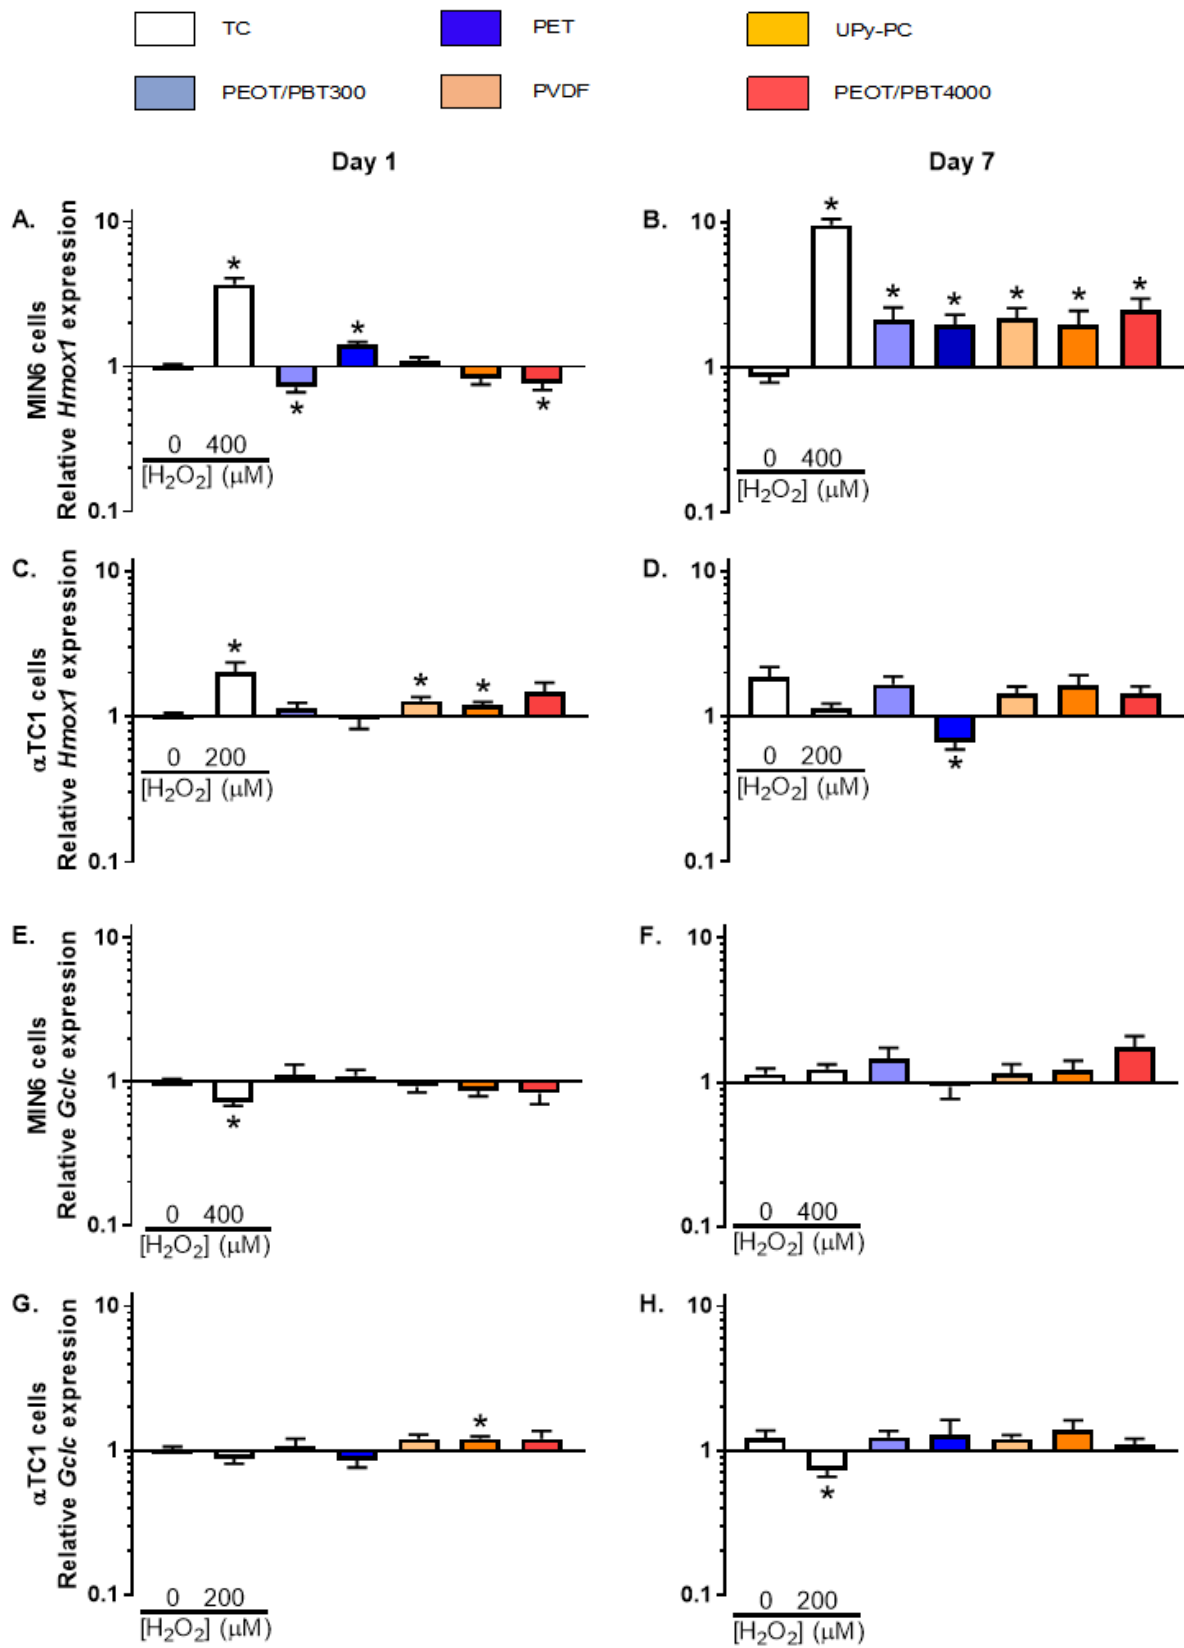 TC PET UPy-PC
PEOT/PBT300 PVDF PEOT/PBT4000
Day 1 Day 7
A.
MIN6 cells
Relative Hmox1 expression
10
1
0.1
* * * *
0 400
[H₂O₂] (μM)
B.
10
1
0.1
* * * * * *
0 400
[H₂O₂] (μM)
C.
αTC1 cells
Relative Hmox1 expression
10
1
0.1
* * *
0 200
[H₂O₂] (μM)
D.
10
1
0.1
*
0 200
[H₂O₂] (μM)
E.
MIN6 cells
Relative Gclc expression
10
1
0.1
*
0 400
[H₂O₂] (μM)
F.
10
1
0.1
0 400
[H₂O₂] (μM)
G.
αTC1 cells
Relative Gclc expression
10
1
0.1
*
0 200
[H₂O₂] (μM)
H.
10
1
0.1
*
0 200
[H₂O₂] (μM)